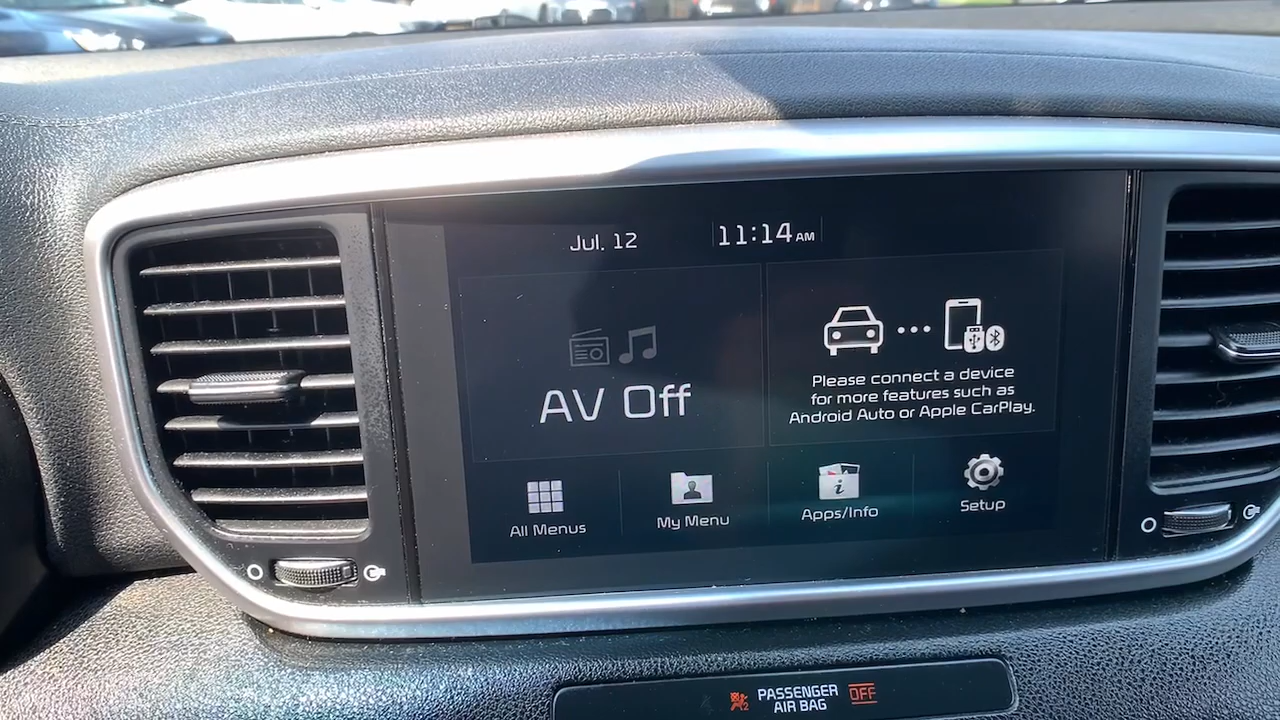 Jul. 12
11:14 AM
AV Off
Please connect a device
for more features such as
Android Auto or Apple CarPlay.
All Menus
My Menu
Apps/Info
Setup
PASSENGER
AIR BAG
OFF